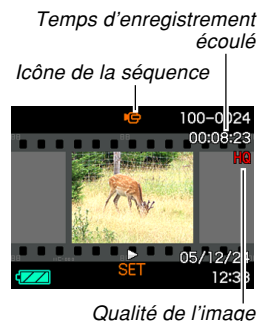 Temps d'enregistrement
écoulé
Icône de la séquence
100-0024
00:08:23
HQ
SET
05/12/24
12:38
Qualité de l'image